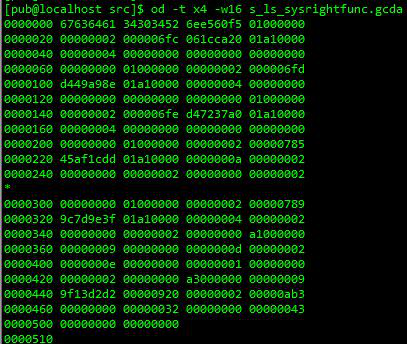 [pub@localhost src]$ od -t x4 -w16 s_ls_sysrightfunc.gcda
0000000 67636461 34303452 6ee560f5 01000000
0000020 00000002 000006fc 061cca20 01a10000
0000040 00000004 00000000 00000000 00000000
0000060 00000000 01000000 00000002 000006fd
0000100 d449a98e 01a10000 00000004 00000000
0000120 00000000 00000000 00000000 01000000
0000140 00000002 000006fe d47237a0 01a10000
0000160 00000004 00000000 00000000 00000000
0000200 00000000 01000000 00000002 00000785
0000220 45af1cdd 01a10000 0000000a 00000002
0000240 00000000 00000002 00000000 00000002
*
0000300 00000000 01000000 00000002 00000789
0000320 9c7d9e3f 01a10000 00000004 00000002
0000340 00000000 00000002 00000000 a1000000
0000360 00000009 00000000 0000000d 00000002
0000400 0000000e 00000000 00000001 00000000
0000420 00000002 00000000 a3000000 00000009
0000440 9f13d2d2 00000920 00000002 00000ab3
0000460 00000000 00000032 00000000 00000043
0000500 00000000 00000000
0000510